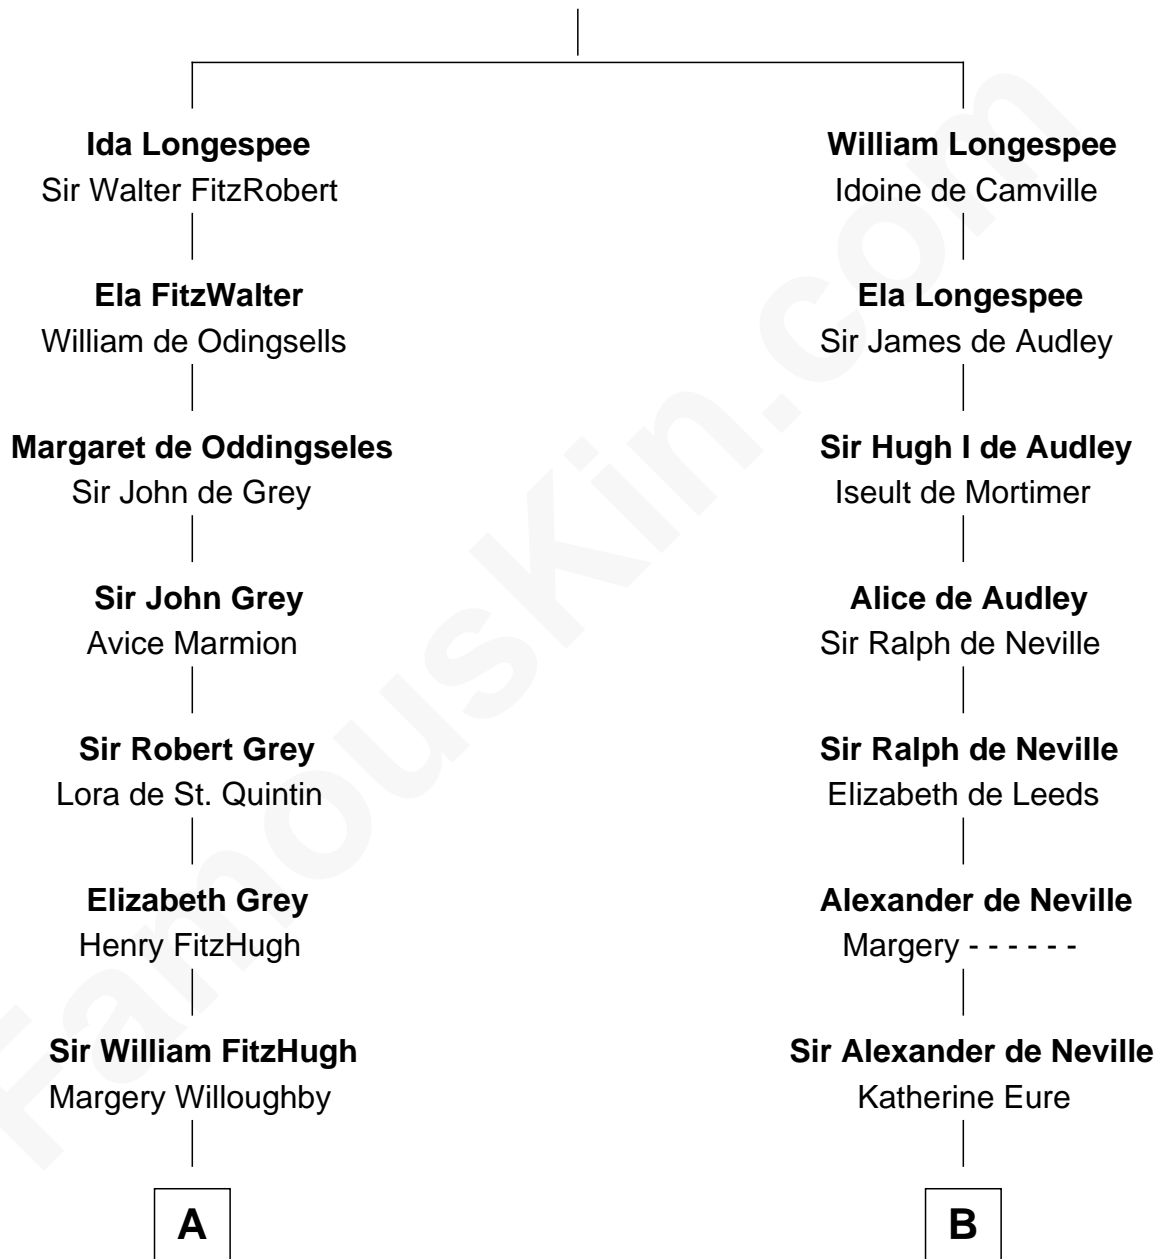 Ida Longespee
Sir Walter FitzRobert
Ela FitzWalter
William de Odingsells
Margaret de Oddingseles
Sir John de Grey
Sir John Grey
Avice Marmion
Sir Robert Grey
Lora de St. Quintin
Elizabeth Grey
Henry FitzHugh
Sir William FitzHugh
Margery Willoughby
A
William Longespee
Idoine de Camville
Ela Longespee
Sir James de Audley
Sir Hugh I de Audley
Iseult de Mortimer
Alice de Audley
Sir Ralph de Neville
Sir Ralph de Neville
Elizabeth de Leeds
Alexander de Neville
Margery - - - - - -
Sir Alexander de Neville
Katherine Eure
B
FamousKin.com